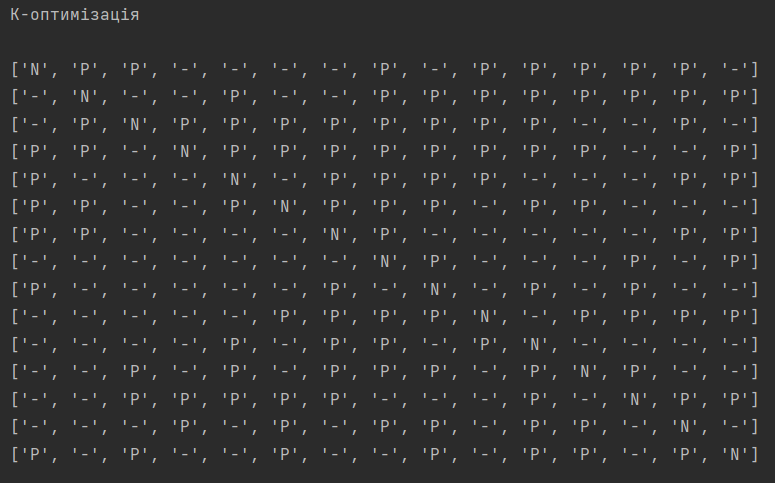 К-оптимізація
['N', 'P', 'P', '-', '-', '-', '-', 'P', '-', 'P', 'P', 'P', 'P', 'P', '-']
['-', 'N', '-', '-', 'P', '-', '-', 'P', 'P', 'P', 'P', 'P', 'P', 'P', 'P']
['-', 'P', 'N', 'P', 'P', 'P', 'P', 'P', 'P', 'P', 'P', '-', '-', 'P', '-']
['P', 'P', '-', 'N', 'P', 'P', 'P', 'P', 'P', 'P', 'P', 'P', '-', '-', 'P']
['P', '-', '-', '-', 'N', '-', 'P', 'P', 'P', 'P', '-', '-', '-', 'P', 'P']
['P', 'P', '-', '-', 'P', 'N', 'P', 'P', 'P', '-', 'P', 'P', '-', '-', '-']
['P', 'P', '-', '-', '-', '-', 'N', 'P', '-', '-', '-', '-', '-', 'P', 'P']
['-', '-', '-', '-', '-', '-', '-', 'N', 'P', '-', '-', '-', 'P', '-', 'P']
['P', '-', '-', '-', '-', '-', 'P', '-', 'N', '-', 'P', '-', 'P', '-', '-']
['-', '-', '-', '-', '-', 'P', 'P', 'P', 'P', 'N', '-', 'P', 'P', 'P', 'P']
['-', '-', '-', '-', 'P', '-', 'P', 'P', '-', 'P', 'N', '-', '-', '-', '-']
['-', '-', 'P', '-', 'P', '-', 'P', 'P', 'P', '-', 'P', 'N', 'P', '-', '-']
['-', '-', 'P', 'P', 'P', 'P', 'P', '-', '-', '-', 'P', '-', 'N', 'P', 'P']
['-', '-', '-', 'P', '-', 'P', '-', 'P', 'P', '-', 'P', 'P', '-', 'N', '-']
['P', '-', 'P', '-', '-', 'P', '-', '-', 'P', '-', 'P', 'P', '-', 'P', 'N']